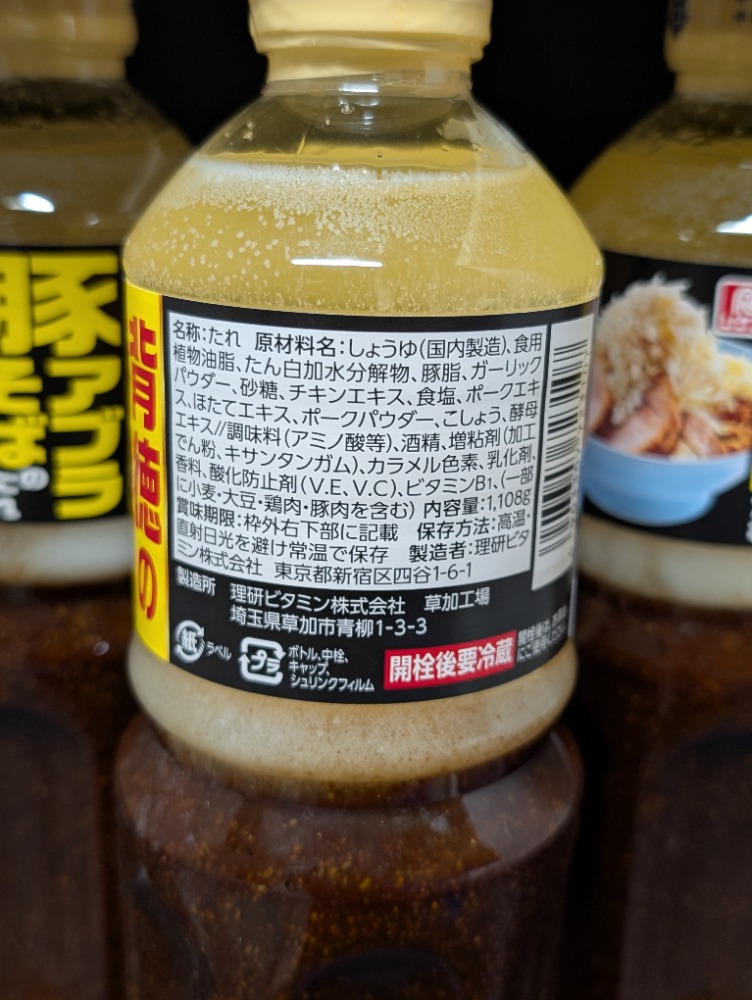 豚アブラ
そばの
背徳の
名称:たれ 原材料名:しょうゆ(国内製造)、食用
植物油脂、たん白加水分解物、豚脂、ガーリック
パウダー、砂糖、チキンエキス、食塩、ポークエキ
ス、ほたてエキス、ポークパウダー、こしょう、酵母
エキス//調味料(アミノ酸等)、酒精、増粘剤(加工
でん粉、キサンタンガム)、カラメル色素、乳化剤、
香料、酸化防止剤(V.E、V.C)、ビタミンB₁、(一部
に小麦・大豆・鶏肉・豚肉を含む) 内容量:1,108g
賞味期限:枠外右下部に記載 保存方法:高温・
直射日光を避け常温で保存 製造者:理研ビタ
ミン株式会社 東京都新宿区四谷1-6-1
製造所 理研ビタミン株式会社 草加工場
埼玉県草加市青柳1-3-3
紙 ラベル
プラ ボトル、中栓、
キャップ、
シュリンクフィルム
開栓後要冷蔵